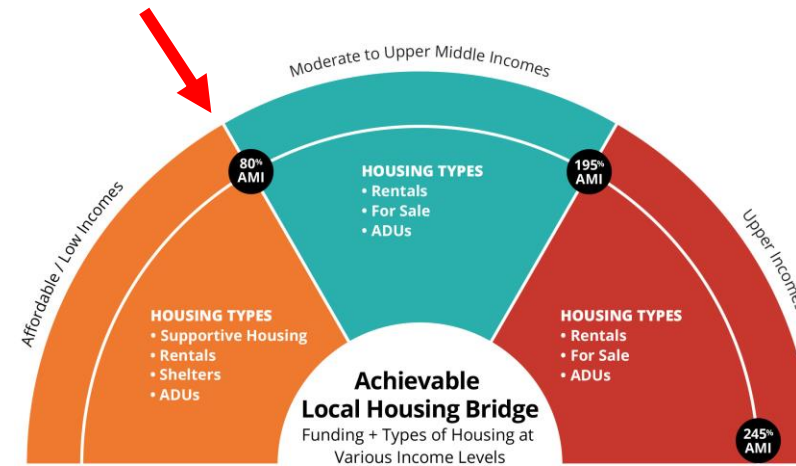 Moderate to Upper Middle Incomes
Affordable / Low Incomes
Upper Incomes
80% AMI
195% AMI
HOUSING TYPES
• Rentals
• For Sale
• ADUs
HOUSING TYPES
• Supportive Housing
• Rentals
• Shelters
• ADUs
HOUSING TYPES
• Rentals
• For Sale
• ADUs
Achievable
Local Housing Bridge
Funding + Types of Housing at
Various Income Levels
245% AMI